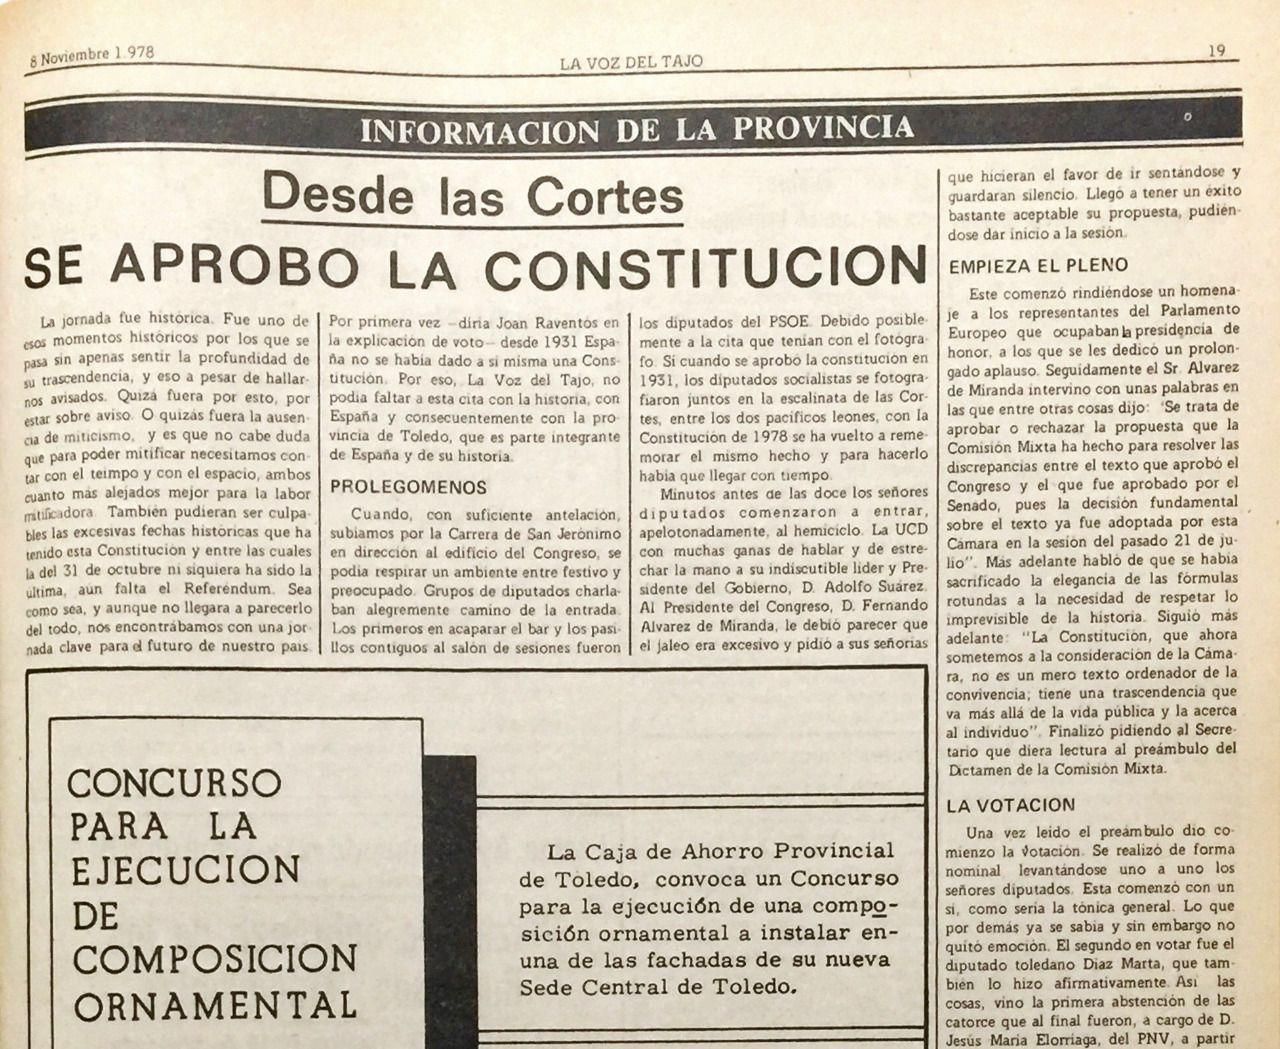 8 Noviembre 1.978
LA VOZ DEL TAJO
19
INFORMACION DE LA PROVINCIA
Desde las Cortes
SE APROBO LA CONSTITUCION
La jornada fue histórica. Fue uno de
esos momentos históricos por los que se
pasa sin apenas sentir la profundidad de
su trascendencia, y eso a pesar de hallar-
nos avisados. Quizá fuera por esto, por
estar sobre aviso. O quizás fuera la ausen-
cia de miticismo, y es que no cabe duda
que para poder mitificar necesitamos con-
tar con el teimpo y con el espacio, ambos
cuanto más alejados mejor para la labor
mitificadora. También pudieran ser culpa-
bles las excesivas fechas históricas que ha
tenido esta Constitución y entre las cuales
la del 31 de octubre ni siquiera ha sido la
ultima, aun falta el Referéndum. Sea
como sea, y aunque no llegara a parecerlo
del todo, nos encontrábamos con una jor-
nada clave para el futuro de nuestro país.
Por primera vez —diría Joan Raventós en
la explicación de voto— desde 1931 Espa-
ña no se había dado a si misma una Cons-
titución. Por eso, La Voz del Tajo, no
podía faltar a esta cita con la historia, con
España y consecuentemente con la pro-
vincia de Toledo, que es parte integrante
de España y de su historia.
PROLEGOMENOS
Cuando, con suficiente antelación,
subíamos por la Carrera de San Jerónimo
en dirección al edificio del Congreso, se
podía respirar un ambiente entre festivo y
preocupado. Grupos de diputados charla-
ban alegremente camino de la entrada.
Los primeros en acaparar el bar y los pasi-
llos contiguos al salón de sesiones fueron
los diputados del PSOE. Debido posible-
mente a la cita que tenían con el fotógra-
fo. Si cuando se aprobó la constitución en
1931, los diputados socialistas se fotogra-
fiaron juntos en la escalinata de las Cor-
tes, entre los dos pacíficos leones, con la
Constitución de 1978 se ha vuelto a reme-
morar el mismo hecho y para hacerlo
había que llegar con tiempo.
Minutos antes de las doce los señores
diputados comenzaron a entrar,
apelotonadamente, al hemiciclo. La UCD
con muchas ganas de hablar y de estre-
char la mano a su indiscutible lider y Pre-
sidente del Gobierno, D. Adolfo Suárez.
Al Presidente del Congreso, D. Fernando
Alvarez de Miranda, le debió parecer que
el jaleo era excesivo y pidió a sus señorías
que hicieran el favor de ir sentándose y
guardaran silencio. Llegó a tener un éxito
bastante aceptable su propuesta, pudién-
dose dar inicio a la sesión.
EMPIEZA EL PLENO
Este comenzó rindiéndose un homena-
je a los representantes del Parlamento
Europeo que ocupaban la presidencia de
honor, a los que se les dedicó un prolon-
gado aplauso. Seguidamente el Sr. Alvarez
de Miranda intervino con unas palabras en
las que entre otras cosas dijo: "Se trata de
aprobar o rechazar la propuesta que la
Comisión Mixta ha hecho para resolver las
discrepancias entre el texto que aprobó el
Congreso y el que fue aprobado por el
Senado, pues la decisión fundamental
sobre el texto ya fue adoptada por esta
Cámara en la sesión del pasado 21 de ju-
lio". Más adelante habló de que se había
sacrificado la elegancia de las fórmulas
rotundas a la necesidad de respetar lo
imprevisible de la historia. Siguió más
adelante: "La Constitución, que ahora
sometemos a la consideración de la Cáma-
ra, no es un mero texto ordenador de la
convivencia; tiene una trascendencia que
va más allá de la vida pública y la acerca
al individuo". Finalizó pidiendo al Secre-
tario que diera lectura al preámbulo del
Dictamen de la Comisión Mixta.
LA VOTACION
Una vez leido el preámbulo dio co-
mienzo la Votación. Se realizó de forma
nominal levantándose uno a uno los
señores diputados. Esta comenzó con un
si, como sería la tónica general. Lo que
por demás ya se sabía y sin embargo no
quitó emoción. El segundo en votar fue el
diputado toledano Díaz Marta, que tam-
bién lo hizo afirmativamente. Así las
cosas, vino la primera abstención de las
catorce que al final fueron, a cargo de D.
Jesús María Elorriaga, del PNV, a partir
CONCURSO
PARA LA
EJECUCION
DE
COMPOSICION
ORNAMENTAL
La Caja de Ahorro Provincial
de Toledo, convoca un Concurso
para la ejecución de una compo-
sición ornamental a instalar en-
una de las fachadas de su nueva
Sede Central de Toledo.